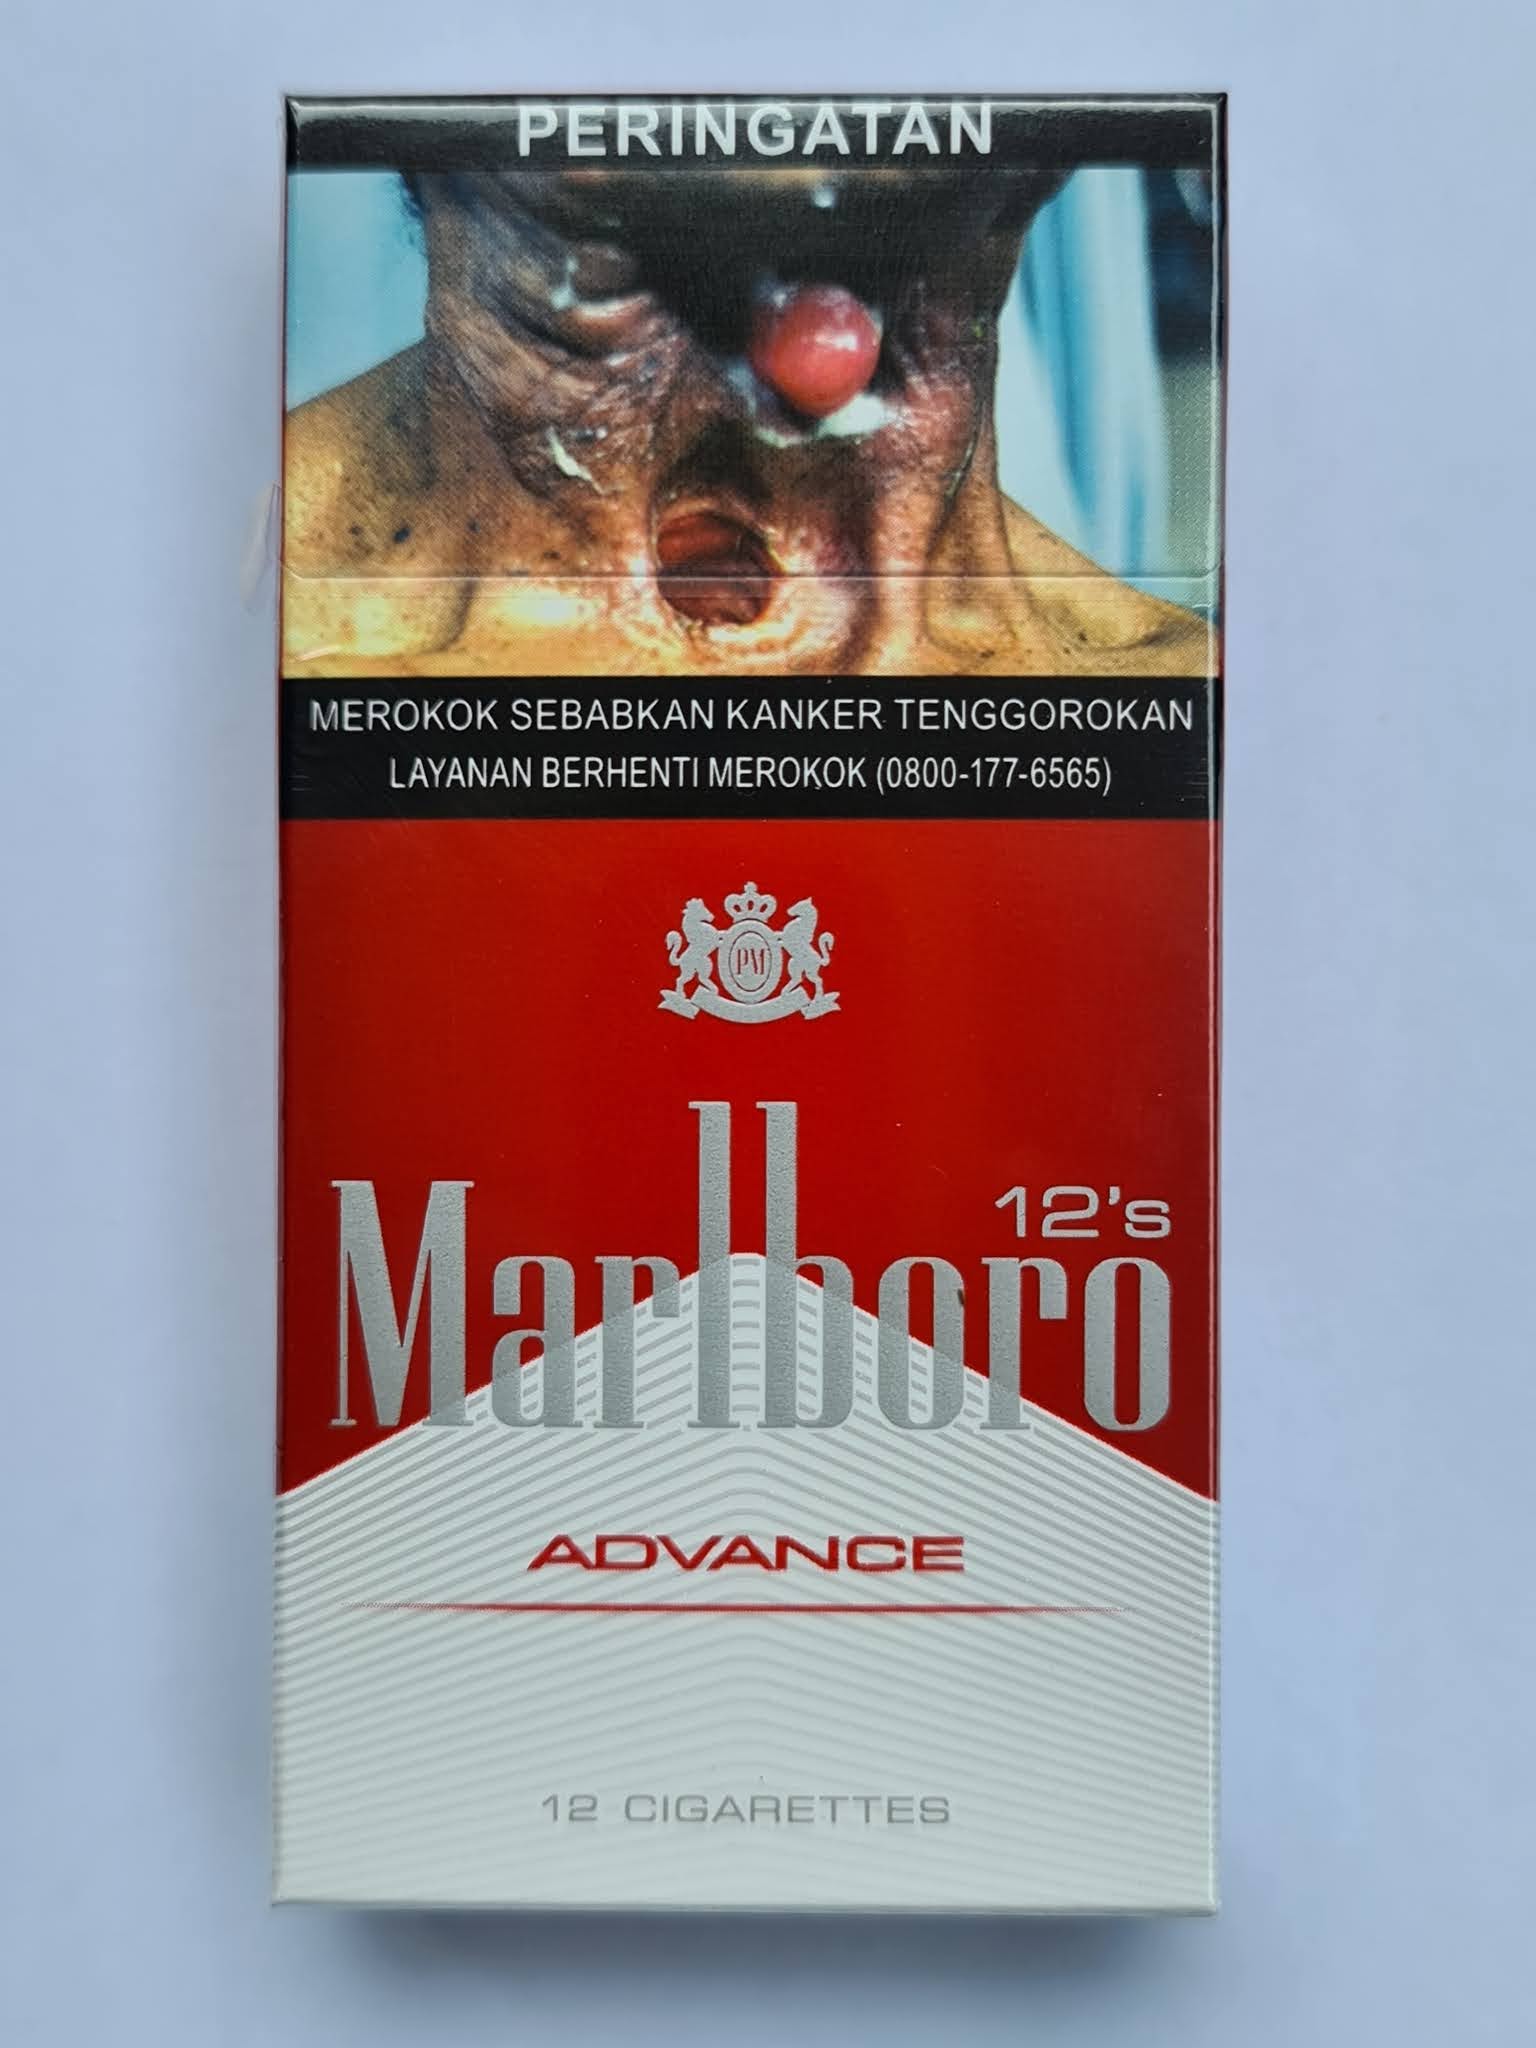 PERINGATAN
MEROKOK SEBABKAN KANKER TENGGOROKAN
LAYANAN BERHENTI MEROKOK (0800-177-6565)
PM
12's
Marlboro
ADVANCE
12 CIGARETTES